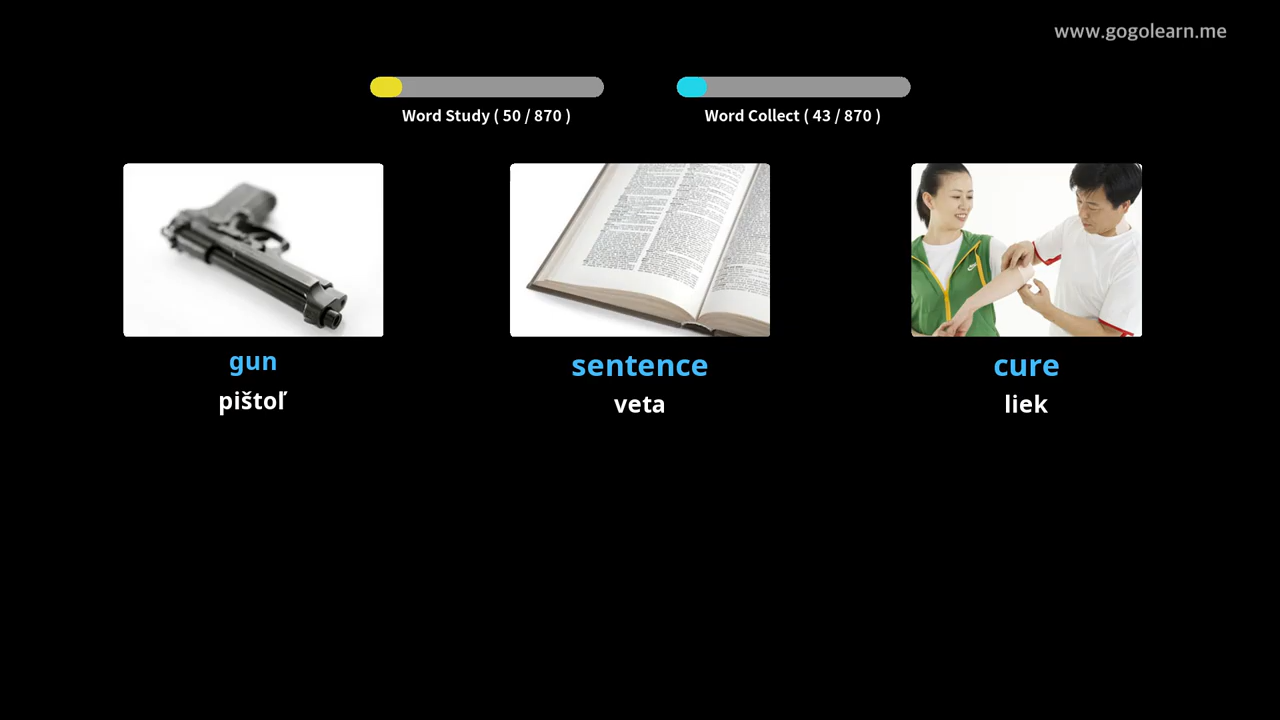 www.gogolearn.me
Word Study ( 50 / 870 )
Word Collect ( 43 / 870 )
gun
pištoľ
sentence
veta
cure
liek